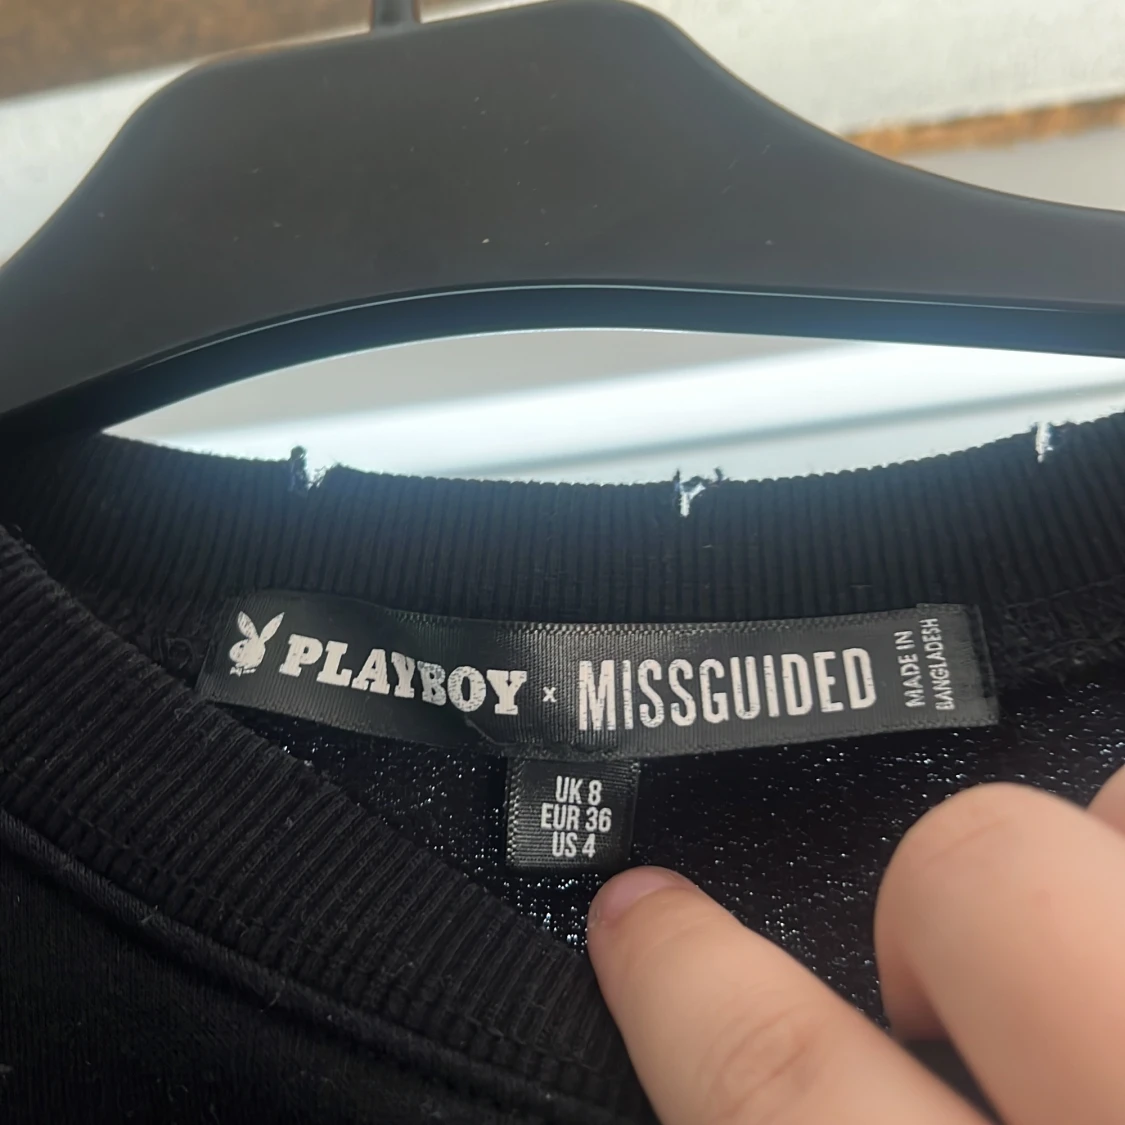 PLAYBOY x MISSGUIDED
MADE IN
BANGLADESH
UK 8
EUR 36
US 4